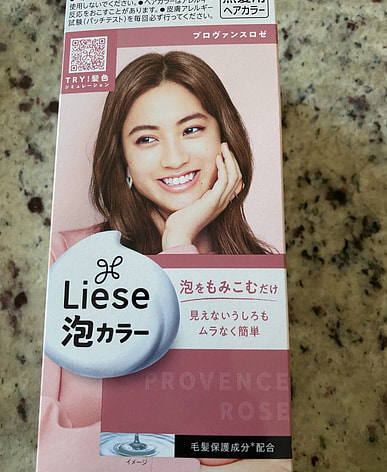 使用しないでください。●ヘアカラーはアレルギー
反応をおこすことがあります。●皮膚アレルギー
試験(パッチテスト)を毎回必ず行ってください。
ヘアカラー
プロヴァンスロゼ
TRY!髪色
シミュレーション
Liese
泡カラー
泡をもみこむだけ
見えないうしろも
ムラなく簡単
PROVENCE
ROSE
毛髪保護成分*配合
イメージ